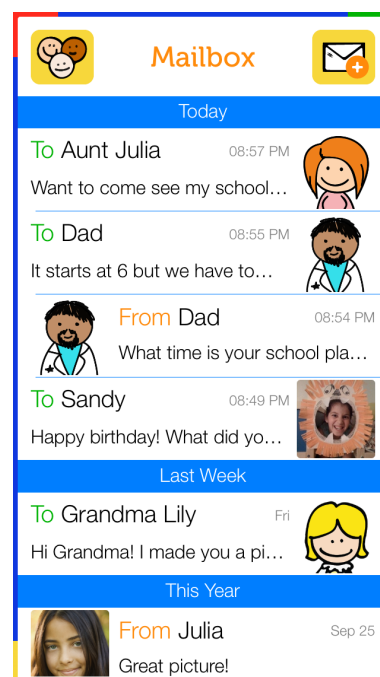 Mailbox
Today
To Aunt Julia 08:57 PM
Want to come see my school...
To Dad 08:55 PM
It starts at 6 but we have to...
From Dad 08:54 PM
What time is your school pla...
To Sandy 08:49 PM
Happy birthday! What did yo...
Last Week
To Grandma Lily Fri
Hi Grandma! I made you a pi...
This Year
From Julia Sep 25
Great picture!